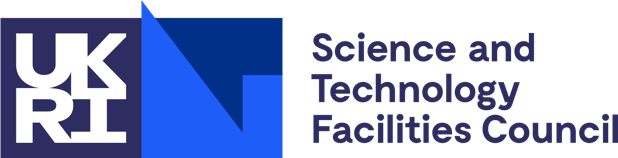 UK
RI
Science and
Technology
Facilities Council